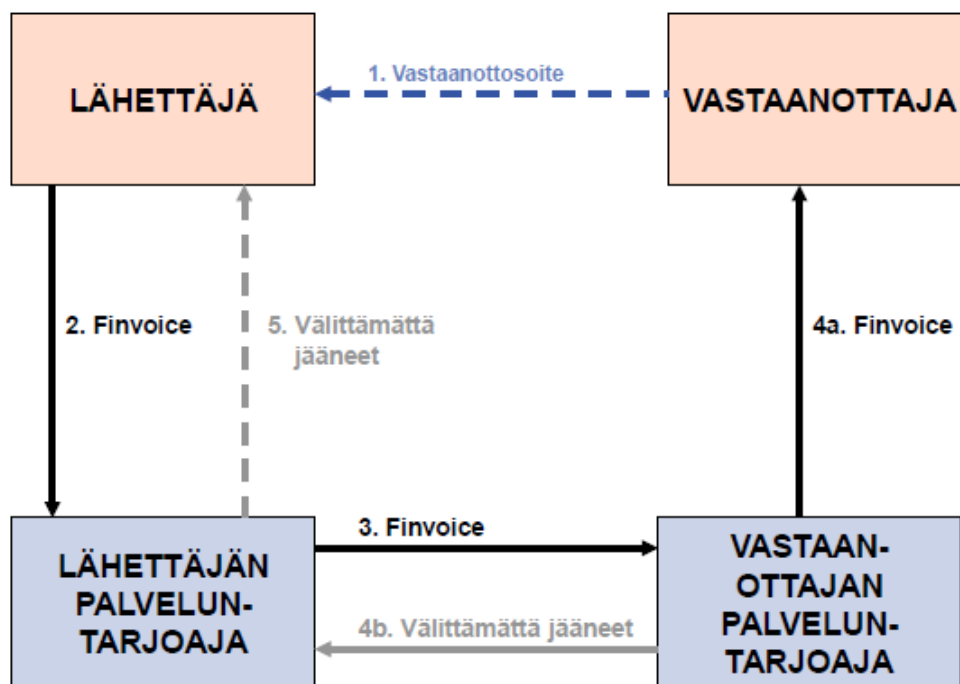 1. Vastaanottosoite
LÄHETTÄJÄ
VASTAANOTTAJA
2. Finvoice
5. Välittämättä
jääneet
4a. Finvoice
3. Finvoice
LÄHETTÄJÄN
PALVELUN-
TARJOAJA
4b. Välittämättä jääneet
VASTAAN-
OTTAJAN
PALVELUN-
TARJOAJA